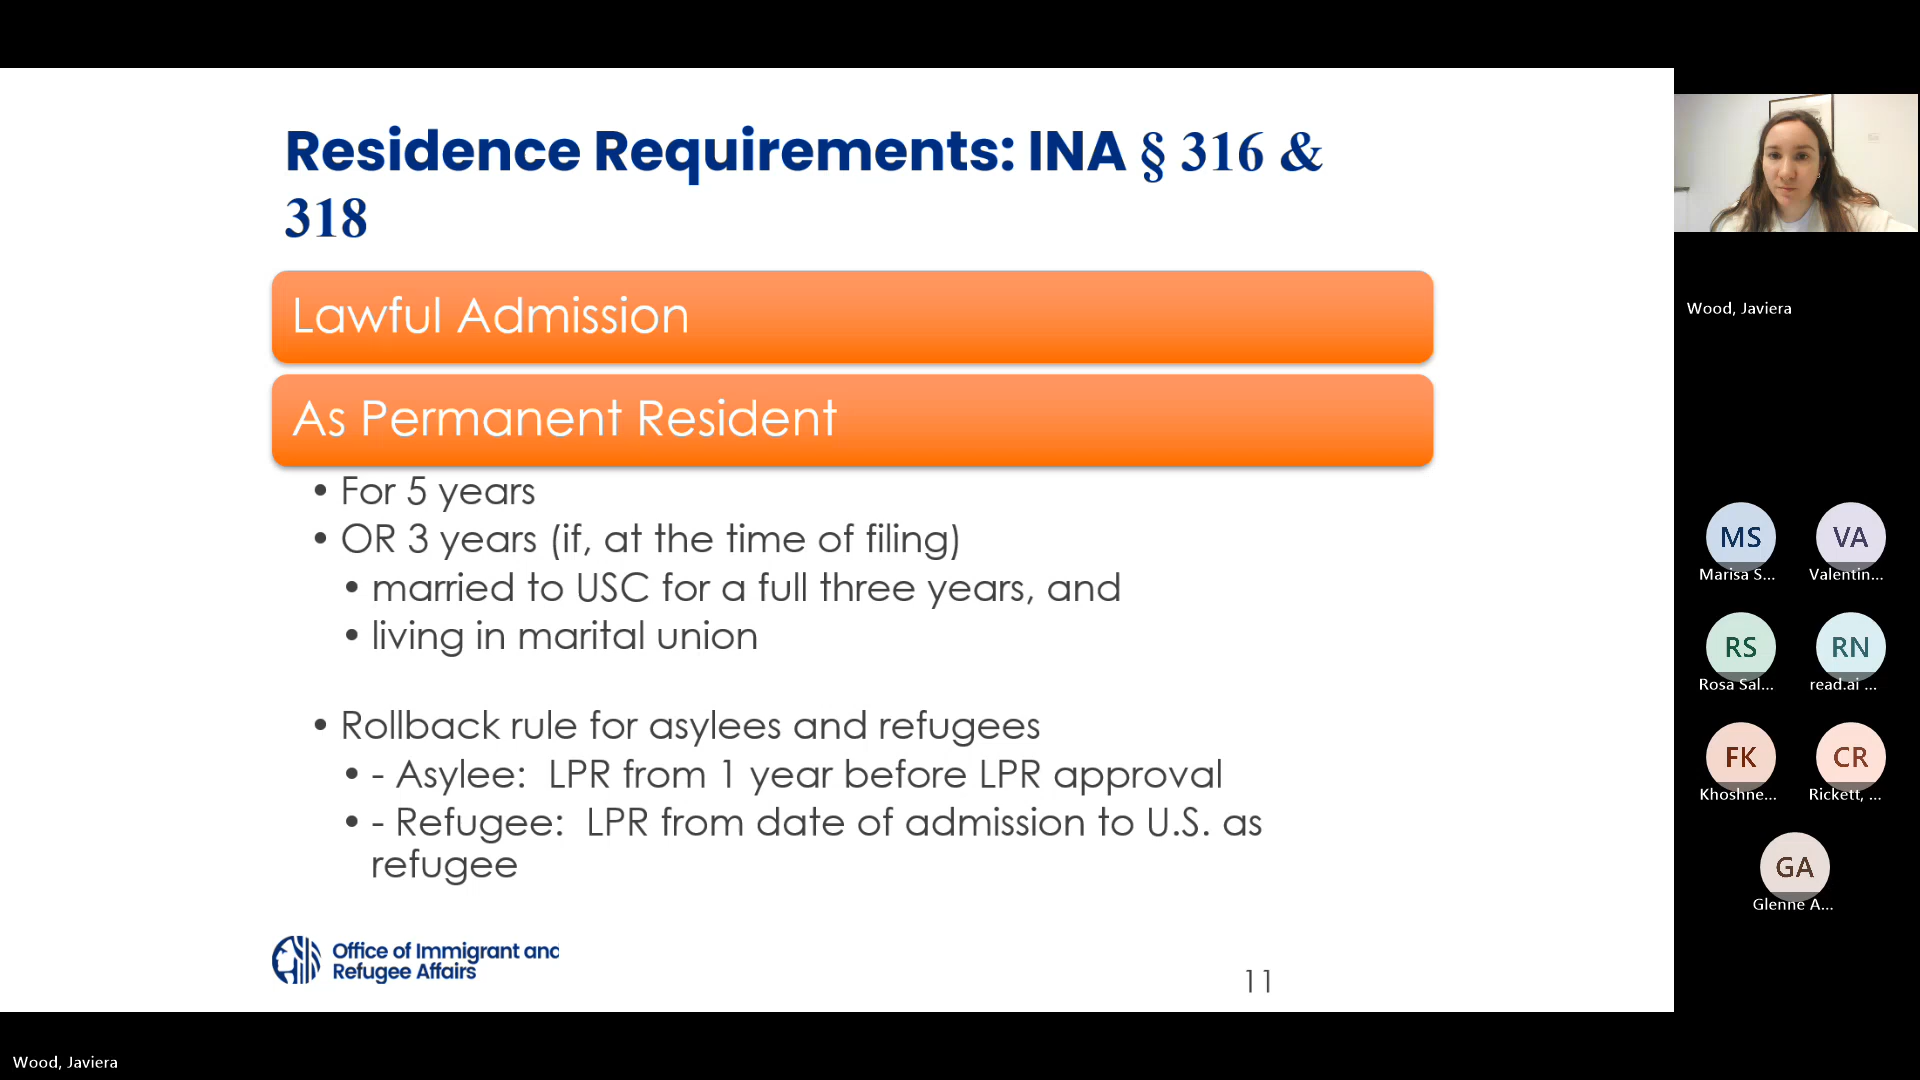 Residence Requirements: INA § 316 &
318
Lawful Admission
As Permanent Resident
• For 5 years
• OR 3 years (if, at the time of filing)
• married to USC for a full three years, and
• living in marital union
• Rollback rule for asylees and refugees
• - Asylee: LPR from 1 year before LPR approval
• - Refugee: LPR from date of admission to U.S. as
refugee
Office of Immigrant and
Refugee Affairs
11
Wood, Javiera
Wood, Javiera
MS
VA
Marisa S...
Valentin...
RS
RN
Rosa Sal...
read.ai ...
FK
CR
Khoshne...
Rickett, ...
GA
Glenne A...